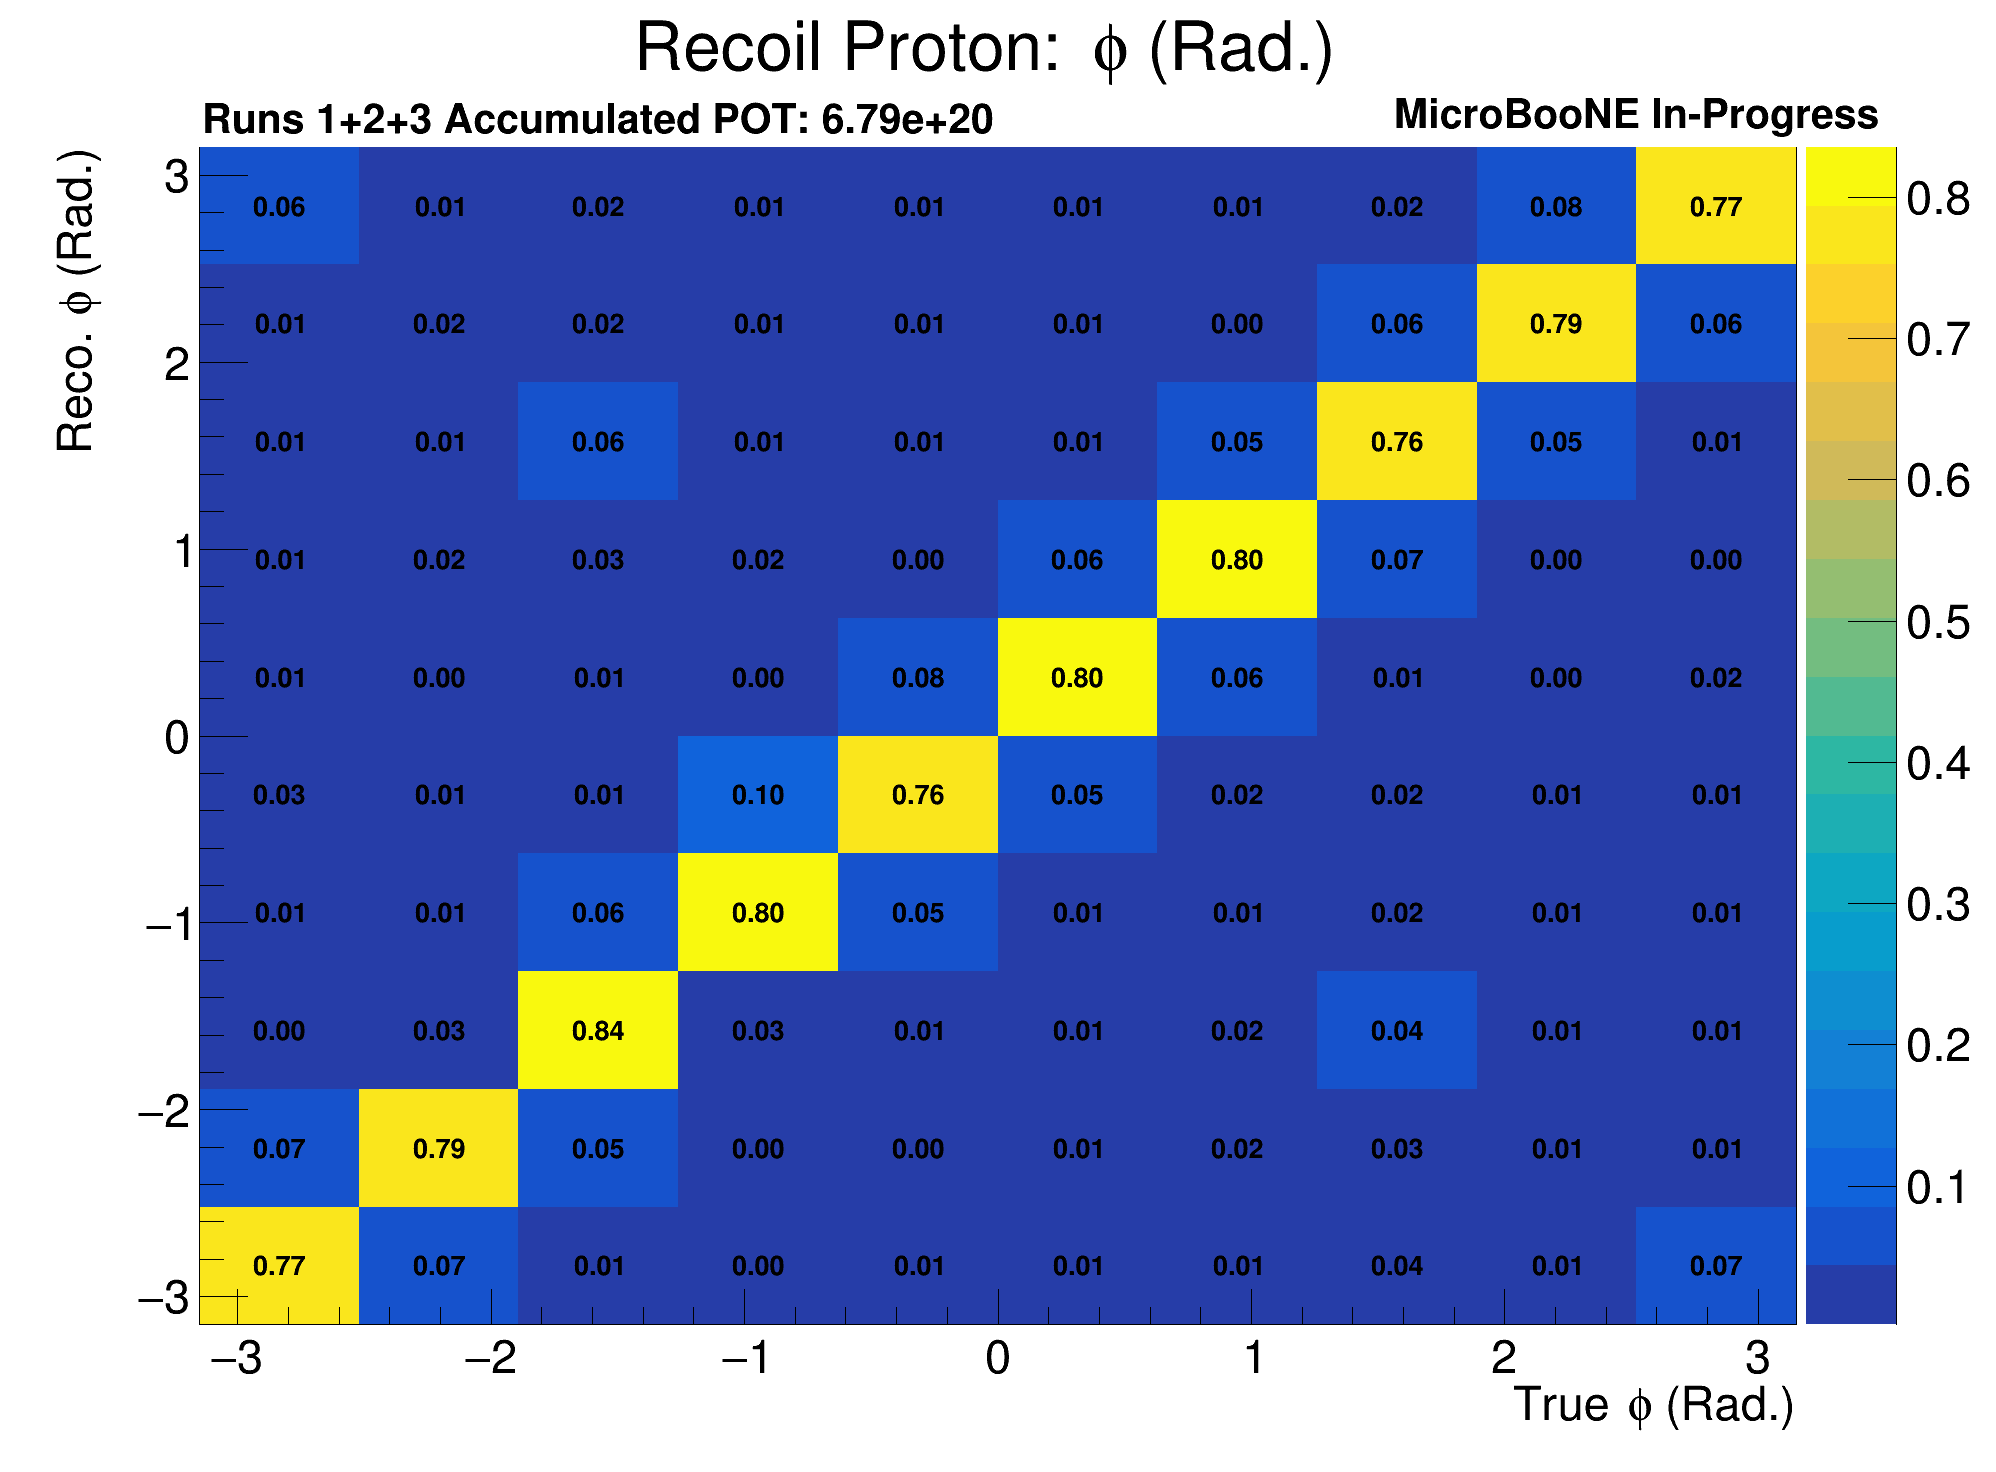 Recoil Proton: ϕ (Rad.)
Runs 1+2+3 Accumulated POT: 6.79e+20
MicroBooNE In-Progress
Reco. ϕ (Rad.)
3
2
1
0
−1
−2
−3
0.06 0.01 0.02 0.01 0.01 0.01 0.01 0.02 0.08 0.77
0.01 0.02 0.02 0.01 0.01 0.01 0.00 0.06 0.79 0.06
0.01 0.01 0.06 0.01 0.01 0.01 0.05 0.76 0.05 0.01
0.01 0.02 0.03 0.02 0.00 0.06 0.80 0.07 0.00 0.00
0.01 0.00 0.01 0.00 0.08 0.80 0.06 0.01 0.00 0.02
0.03 0.01 0.01 0.10 0.76 0.05 0.02 0.02 0.01 0.01
0.01 0.01 0.06 0.80 0.05 0.01 0.01 0.02 0.01 0.01
0.00 0.03 0.84 0.03 0.01 0.01 0.02 0.04 0.01 0.01
0.07 0.79 0.05 0.00 0.00 0.01 0.02 0.03 0.01 0.01
0.77 0.07 0.01 0.00 0.01 0.01 0.01 0.04 0.01 0.07
0.8
0.7
0.6
0.5
0.4
0.3
0.2
0.1
−3 −2 −1 0 1 2 3
True ϕ (Rad.)